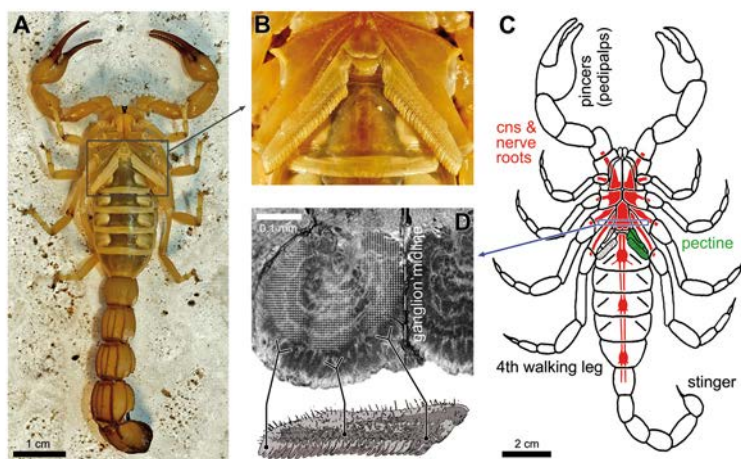 A
1 cm
B
D
0.1 mm
ganglion midline
C
pincers
(pedipalps)
cns &
nerve
roots
pectine
4th walking leg
stinger
2 cm